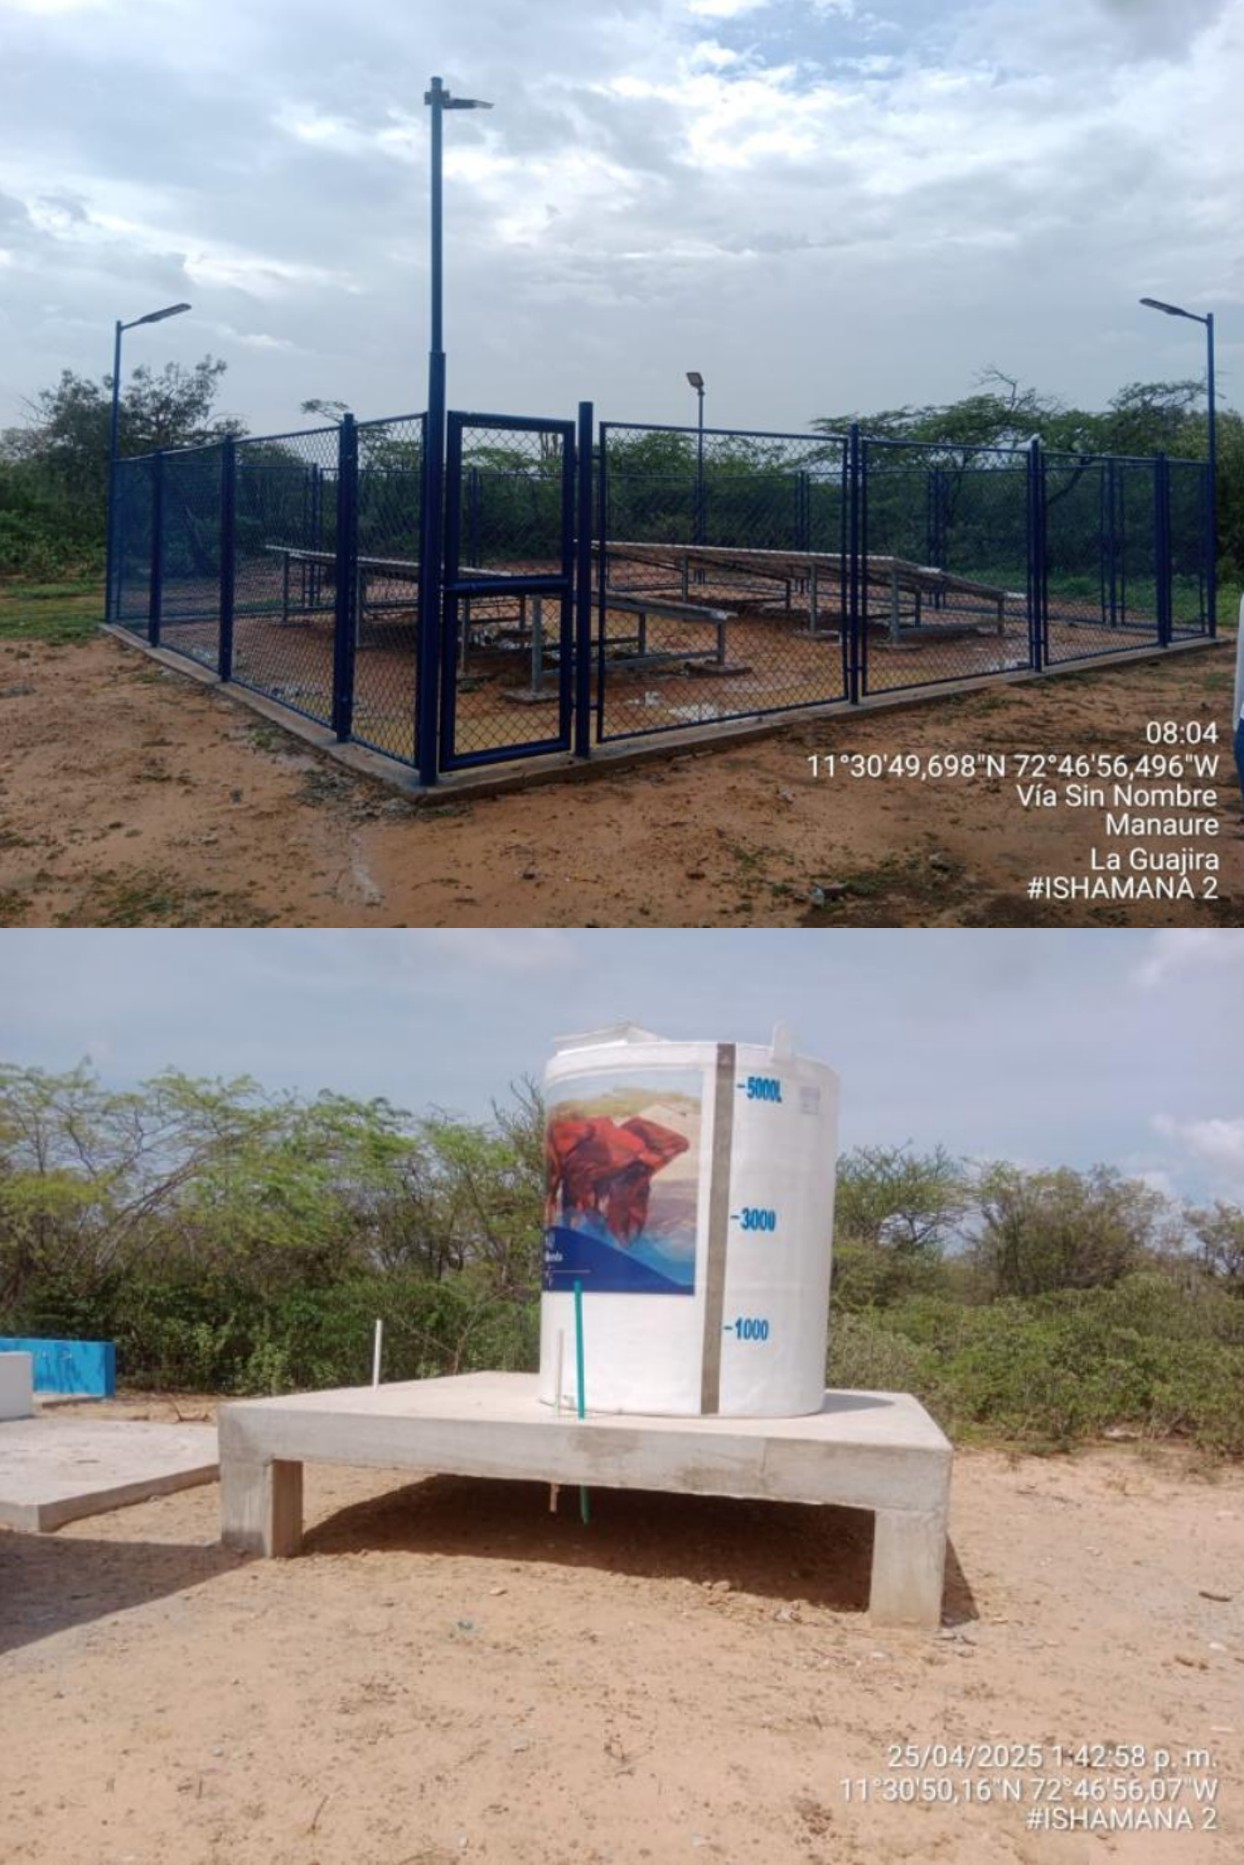 08:04
11°30'49,698"N 72°46'56,496"W
Vía Sin Nombre
Manaure
La Guajira
#ISHAMANA 2
-5000L
-3000
-1000
25/04/2025 1:42:58 p. m.
11°30'50,16"N 72°46'56,07"W
#ISHAMANA 2